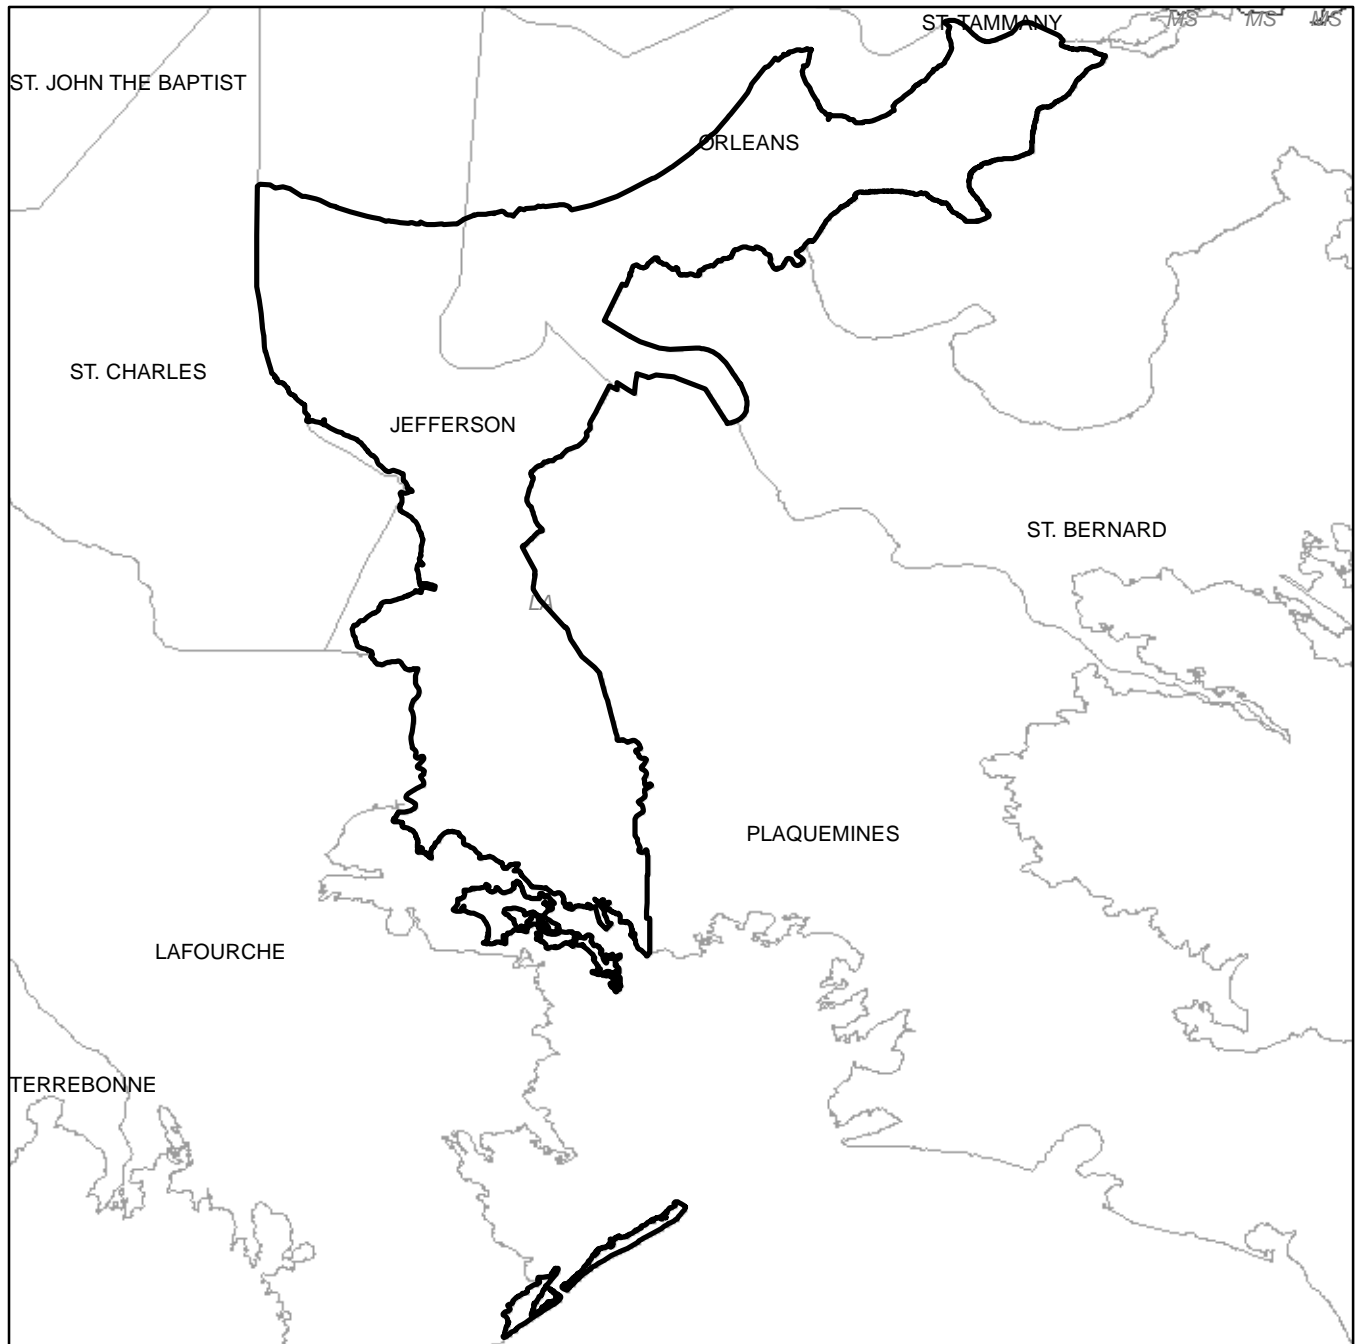 ST. TAMMANY
MS
MS
MS
ST. JOHN THE BAPTIST
ORLEANS
ST. CHARLES
JEFFERSON
ST. BERNARD
LA
PLAQUEMINES
LAFOURCHE
TERREBONNE